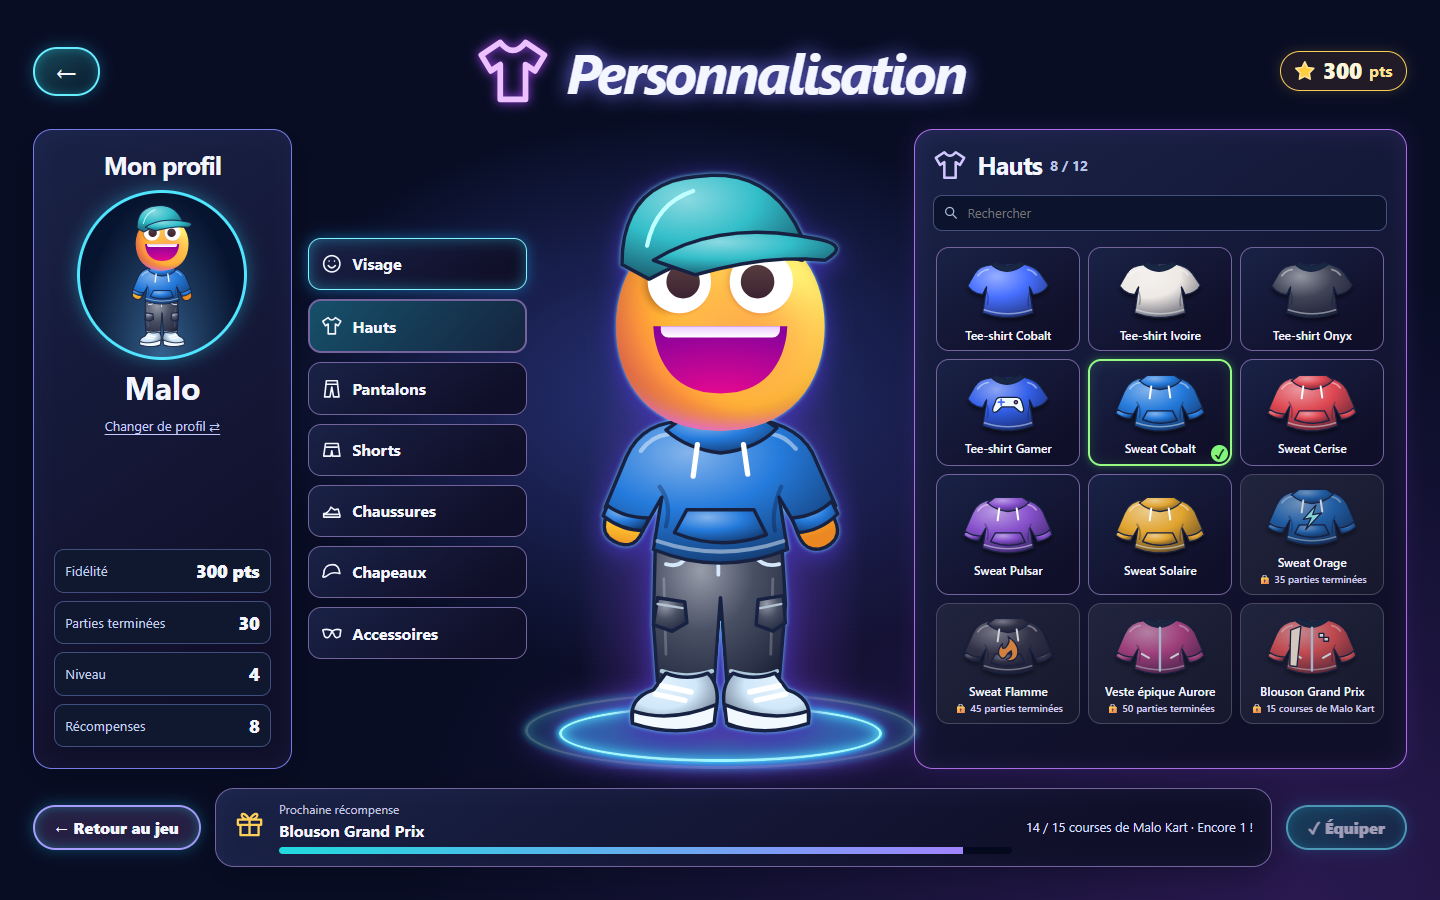 ←
Personnalisation
300 pts
Mon profil
Malo
Changer de profil ⇄
Fidélité 300 pts
Parties terminées 30
Niveau 4
Récompenses 8
Visage
Hauts
Pantalons
Shorts
Chaussures
Chapeaux
Accessoires
Hauts 8 / 12
Rechercher
Tee-shirt Cobalt
Tee-shirt Ivoire
Tee-shirt Onyx
Tee-shirt Gamer
Sweat Cobalt
Sweat Cerise
Sweat Pulsar
Sweat Solaire
Sweat Orage
35 parties terminées
Sweat Flamme
45 parties terminées
Veste épique Aurore
50 parties terminées
Blouson Grand Prix
15 courses de Malo Kart
← Retour au jeu
Prochaine récompense
Blouson Grand Prix
14 / 15 courses de Malo Kart · Encore 1 !
✓ Équiper